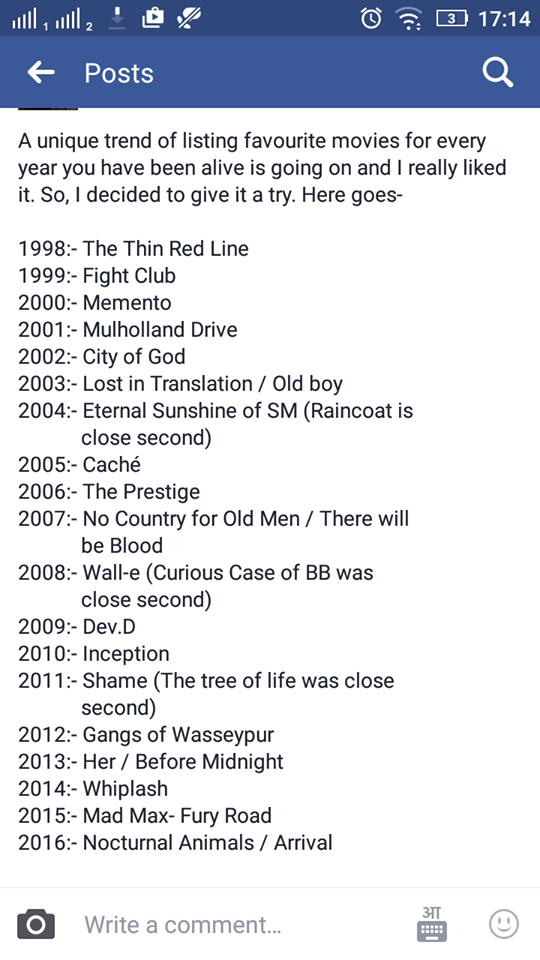 1 2 3 17:14
Posts
A unique trend of listing favourite movies for every
year you have been alive is going on and I really liked
it. So, I decided to give it a try. Here goes-
1998:- The Thin Red Line
1999:- Fight Club
2000:- Memento
2001:- Mulholland Drive
2002:- City of God
2003:- Lost in Translation / Old boy
2004:- Eternal Sunshine of SM (Raincoat is
close second)
2005:- Caché
2006:- The Prestige
2007:- No Country for Old Men / There will
be Blood
2008:- Wall-e (Curious Case of BB was
close second)
2009:- Dev.D
2010:- Inception
2011:- Shame (The tree of life was close
second)
2012:- Gangs of Wasseypur
2013:- Her / Before Midnight
2014:- Whiplash
2015:- Mad Max- Fury Road
2016:- Nocturnal Animals / Arrival
Write a comment... आ